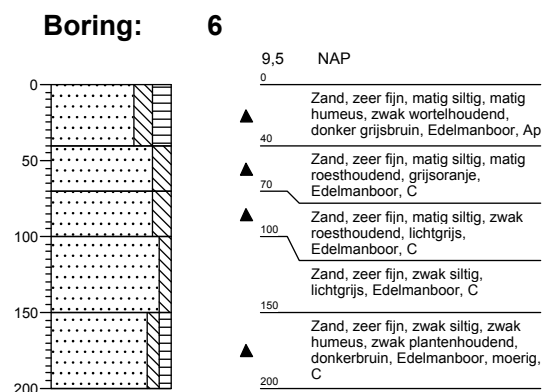 Boring: 6
9,5 NAP
0
50
100
150
200
0
Zand, zeer fijn, matig siltig, matig
humeus, zwak wortelhoudend,
donker grijsbruin, Edelmanboor, Ap
40
Zand, zeer fijn, matig siltig, matig
roesthoudend, grijsoranje,
Edelmanboor, C
70
Zand, zeer fijn, matig siltig, zwak
roesthoudend, lichtgrijs,
Edelmanboor, C
100
Zand, zeer fijn, zwak siltig,
lichtgrijs, Edelmanboor, C
150
Zand, zeer fijn, zwak siltig, zwak
humeus, zwak plantenhoudend,
donkerbruin, Edelmanboor, moerig,
C
200